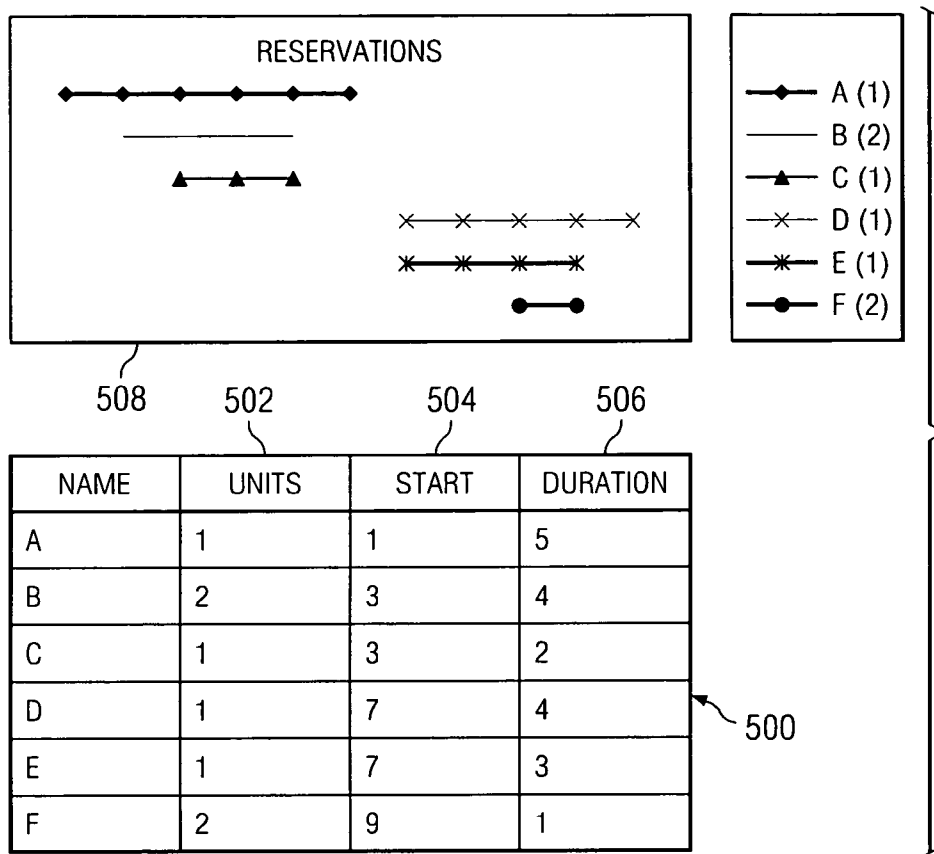 RESERVATIONS
A (1)
B (2)
C (1)
D (1)
E (1)
F (2)
508
502
504
506
NAME UNITS START DURATION
A 1 1 5
B 2 3 4
C 1 3 2
D 1 7 4
E 1 7 3
F 2 9 1
500